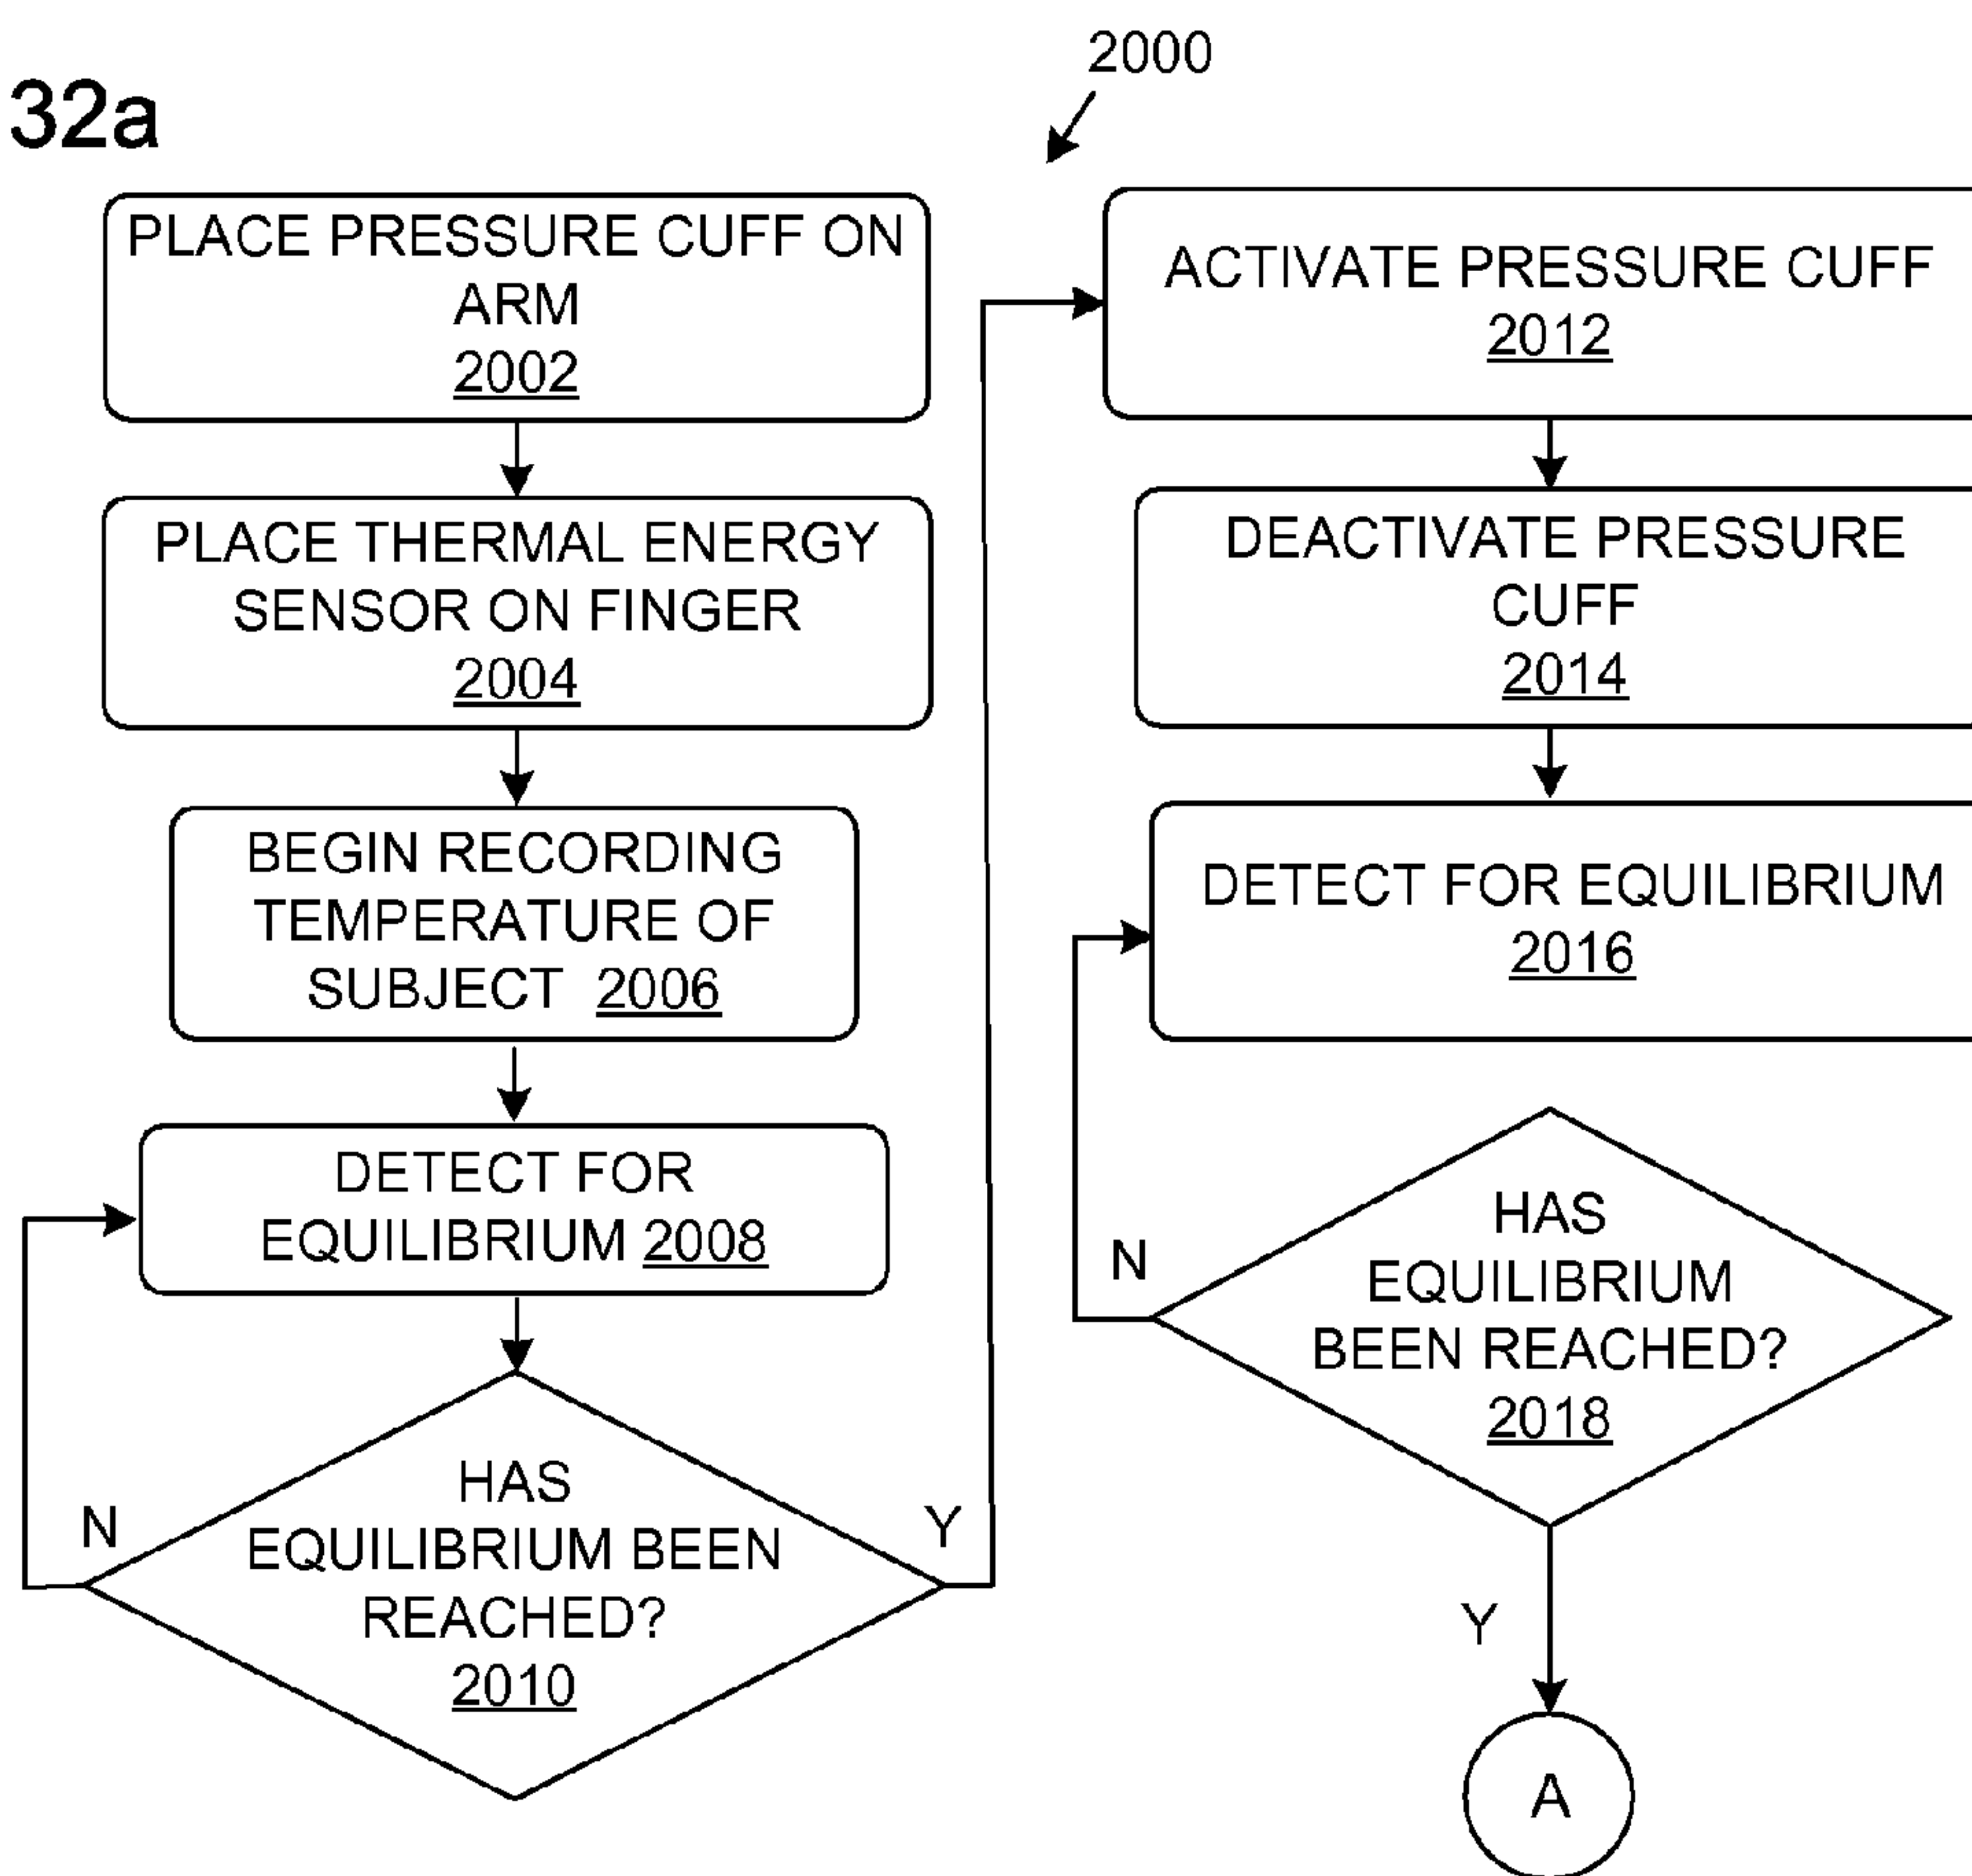 32a
2000
PLACE PRESSURE CUFF ON
ARM
2002
PLACE THERMAL ENERGY
SENSOR ON FINGER
2004
BEGIN RECORDING
TEMPERATURE OF
SUBJECT 2006
DETECT FOR
EQUILIBRIUM 2008
HAS
EQUILIBRIUM BEEN
REACHED?
2010
N
Y
ACTIVATE PRESSURE CUFF
2012
DEACTIVATE PRESSURE
CUFF
2014
DETECT FOR EQUILIBRIUM
2016
HAS
EQUILIBRIUM
BEEN REACHED?
2018
N
Y
A